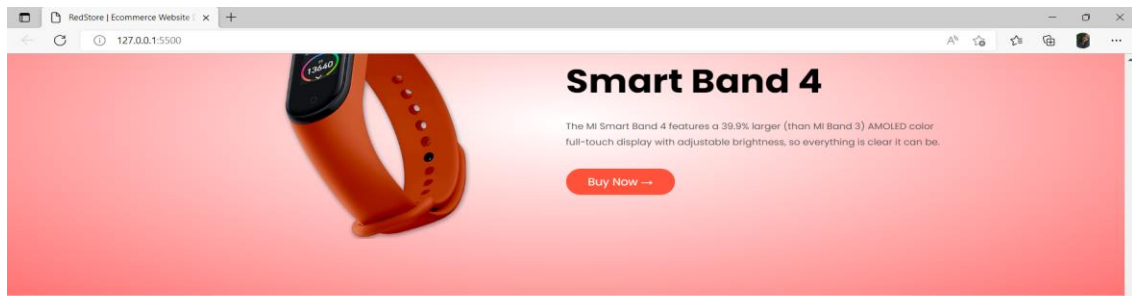 RedStore | Ecommerce Website
127.0.0.1:5500
13640
Smart Band 4
The MI Smart Band 4 features a 39.9% larger (than MI Band 3) AMOLED color
full-touch display with adjustable brightness, so everything is clear it can be.
Buy Now →